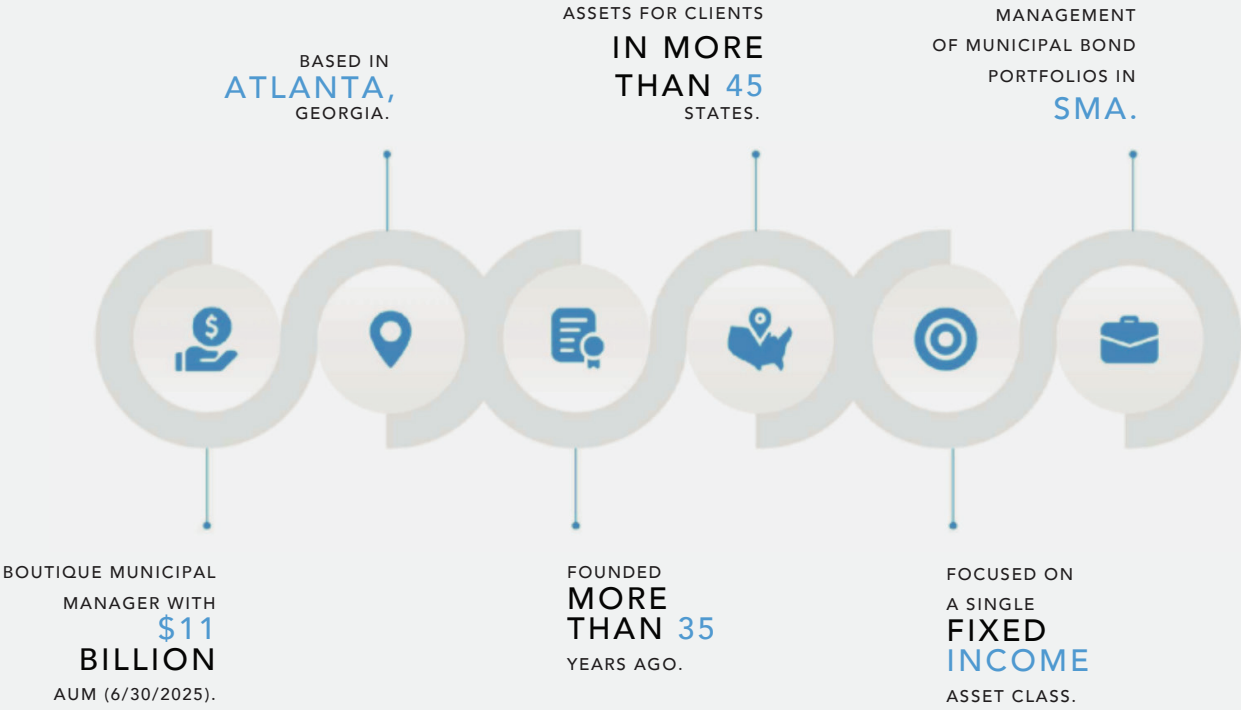 BASED IN
ATLANTA,
GEORGIA.
ASSETS FOR CLIENTS
IN MORE
THAN 45
STATES.
MANAGEMENT
OF MUNICIPAL BOND
PORTFOLIOS IN
SMA.
$
BOUTIQUE MUNICIPAL
MANAGER WITH
$11
BILLION
AUM (6/30/2025).
FOUNDED
MORE
THAN 35
YEARS AGO.
FOCUSED ON
A SINGLE
FIXED
INCOME
ASSET CLASS.